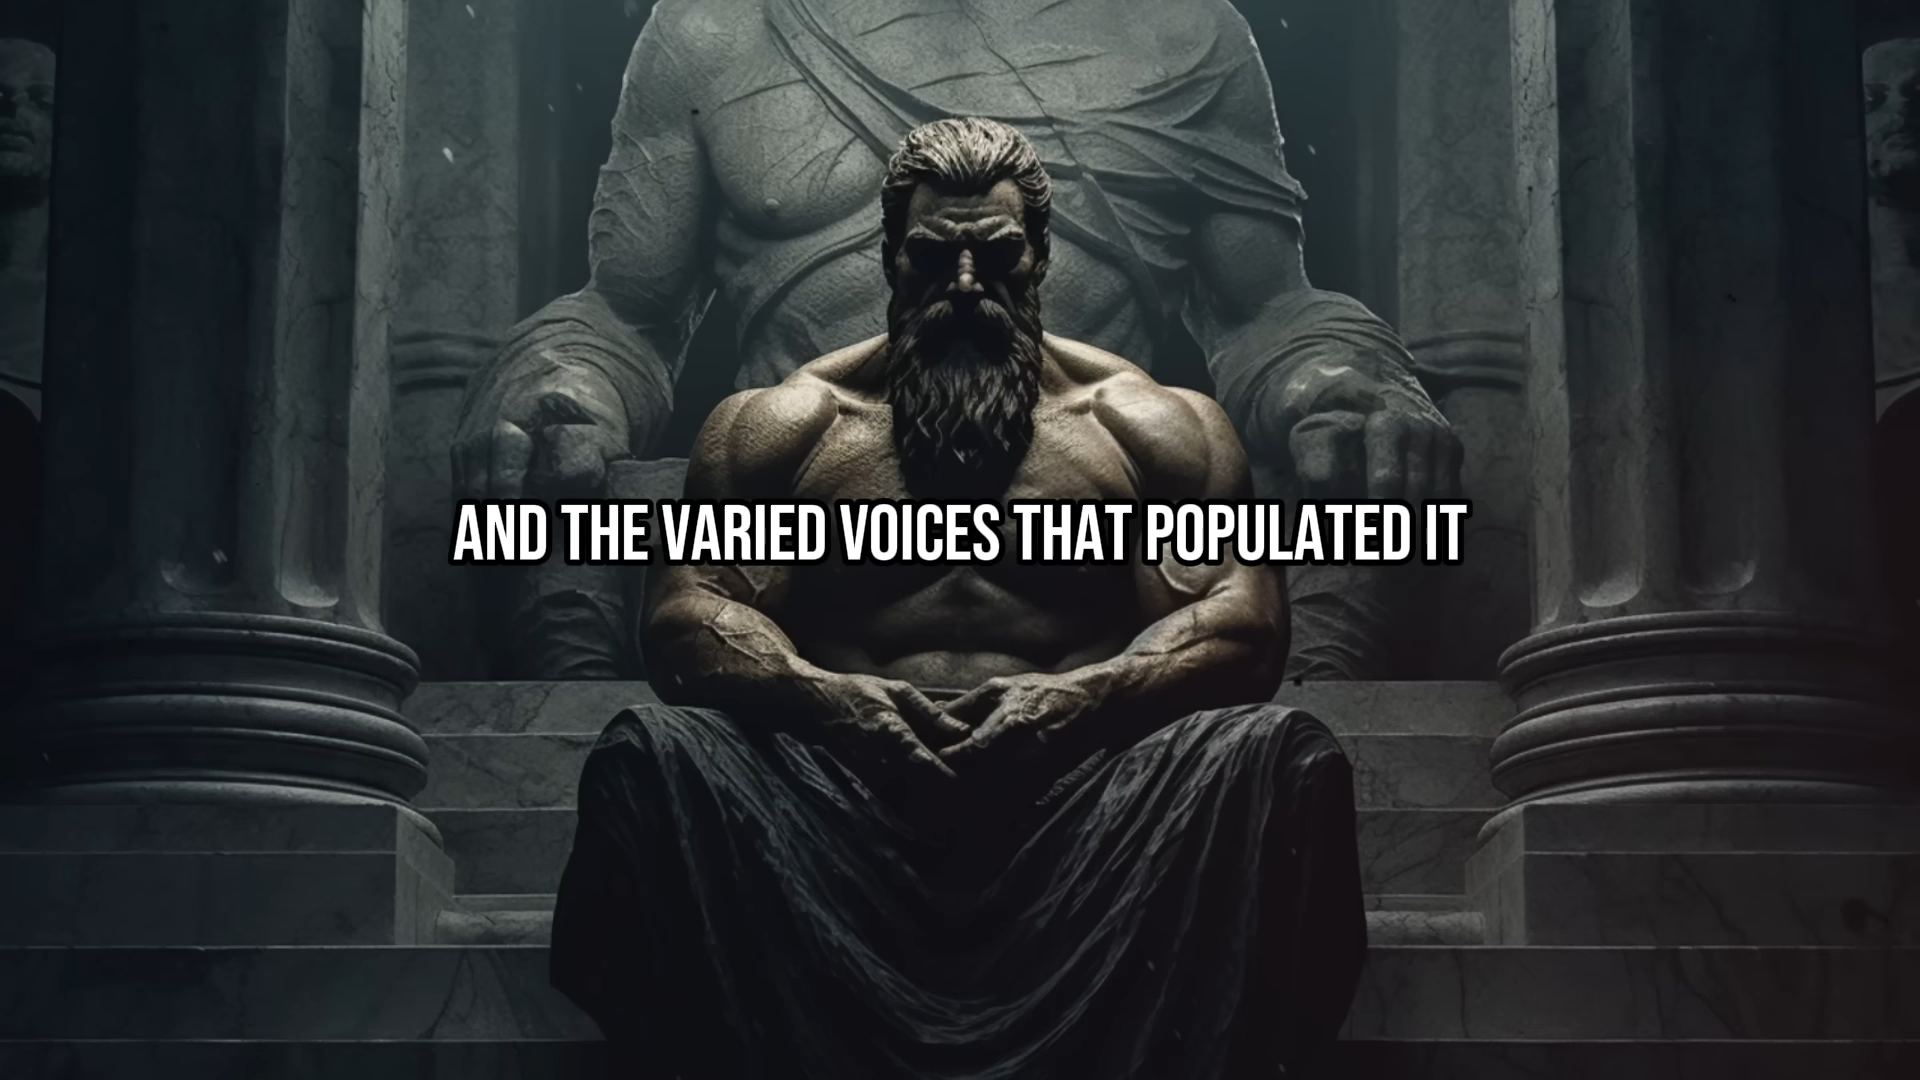 AND THE VARIED VOICES THAT POPULATED IT